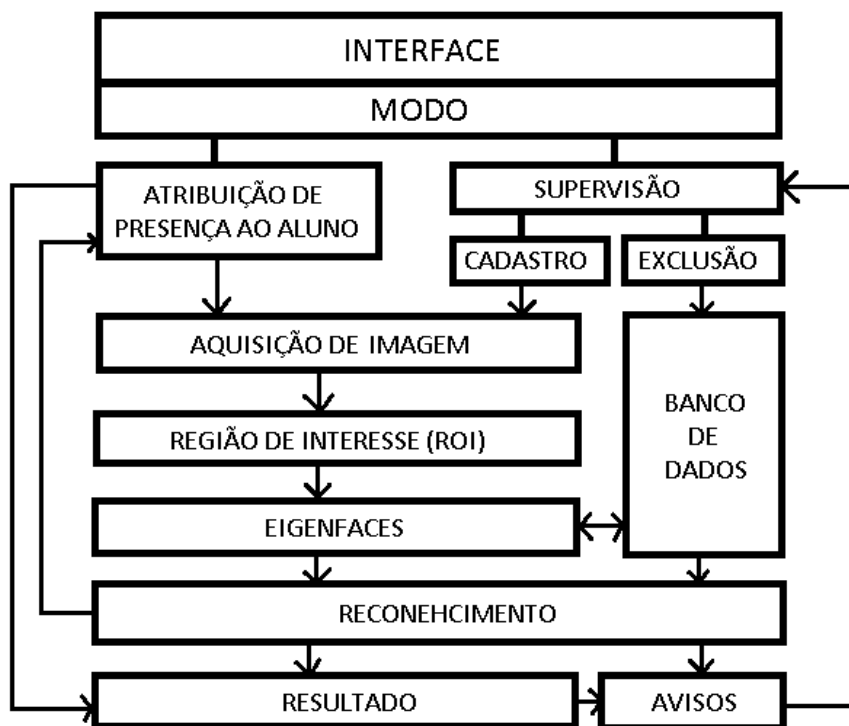 INTERFACE
MODO
ATRIBUIÇÃO DE
PRESENÇA AO ALUNO
SUPERVISÃO
CADASTRO
EXCLUSÃO
AQUISIÇÃO DE IMAGEM
REGIÃO DE INTERESSE (ROI)
BANCO
DE
DADOS
EIGENFACES
RECONEHCIMENTO
RESULTADO
AVISOS